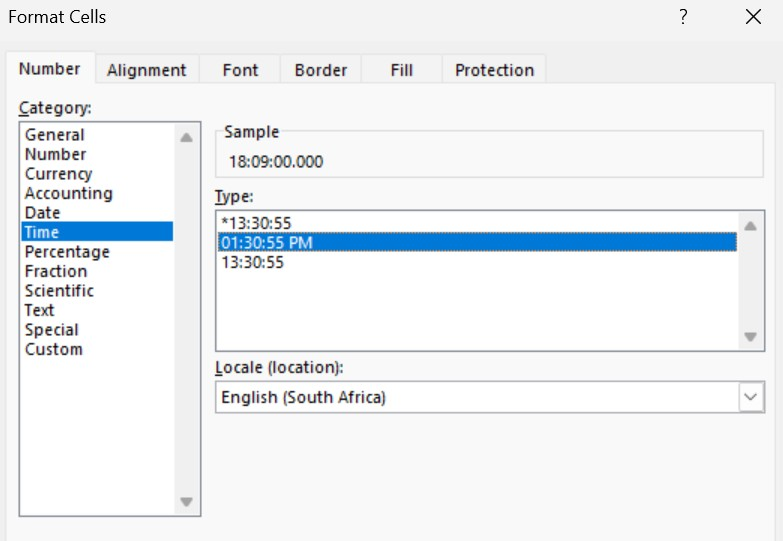 Format Cells
?
Number Alignment Font Border Fill Protection
Category:
General
Number
Currency
Accounting
Date
Time
Percentage
Fraction
Scientific
Text
Special
Custom
Sample
18:09:00.000
Type:
*13:30:55
01:30:55 PM
13:30:55
Locale (location):
English (South Africa)